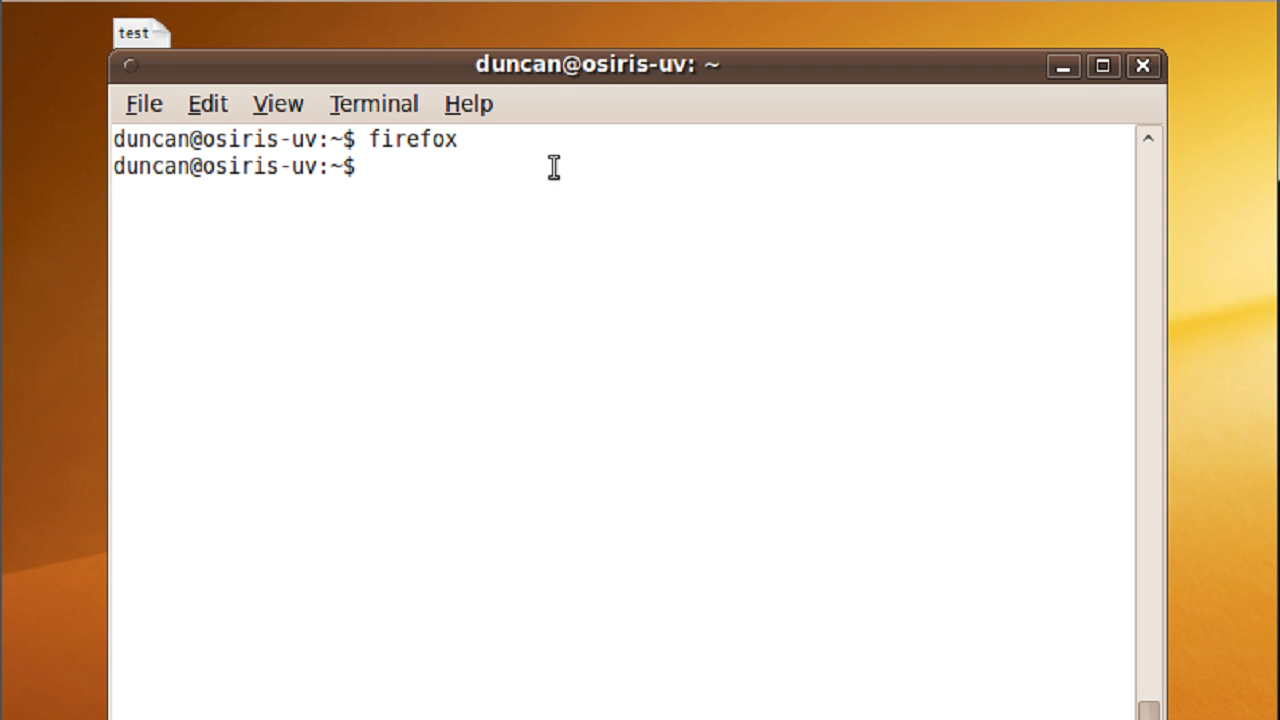 test
duncan@osiris-uv: ~
File Edit View Terminal Help
duncan@osiris-uv:~$ firefox
duncan@osiris-uv:~$